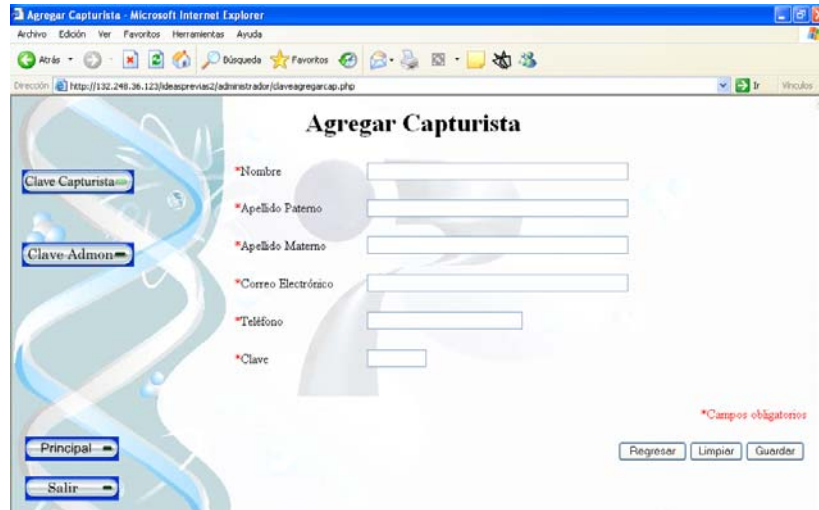 Agregar Capturista - Microsoft Internet Explorer
Archivo Edición Ver Favoritos Herramientas Ayuda
Atrás Búsqueda Favoritos
Dirección http://132.248.36.123/ideasprevias2/administrador/claveagregarcap.php Ir Vínculos
Agregar Capturista
*Nombre
Clave Capturista
*Apellido Paterno
*Apellido Materno
Clave Admon
*Correo Electrónico
*Teléfono
*Clave
*Campos obligatorios
Principal
Regresar Limpiar Guardar
Salir